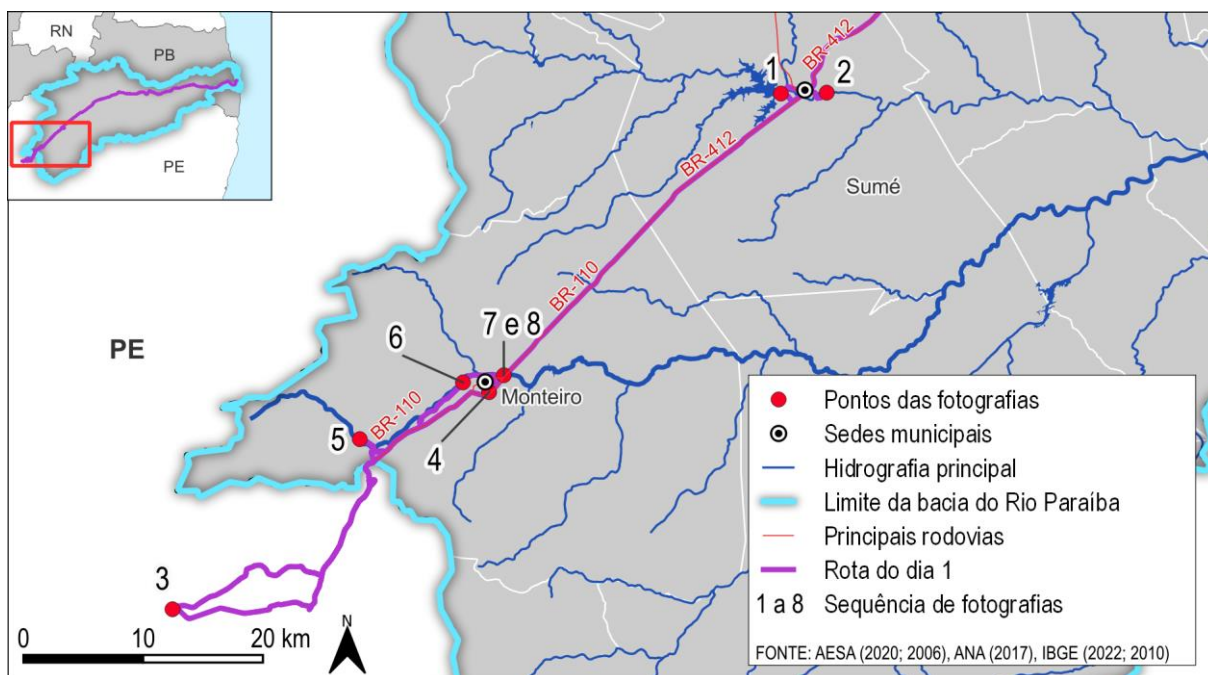 RN
PB
PE
BR-412
1
2
BR-412
Sumé
BR-110
PE
6
7 e 8
Monteiro
BR-110
5
4
3
N
0 10 20 km
Pontos das fotografias
Sedes municipais
Hidrografia principal
Limite da bacia do Rio Paraíba
Principais rodovias
Rota do dia 1
1 a 8 Sequência de fotografias
FONTE: AESA (2020; 2006), ANA (2017), IBGE (2022; 2010)